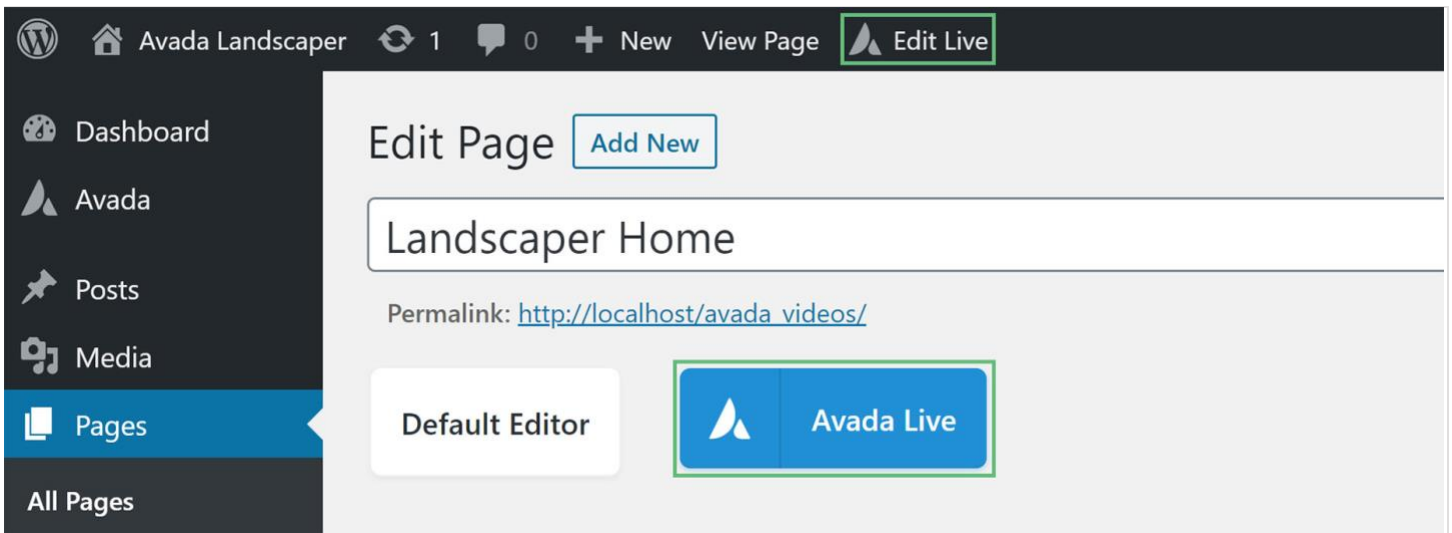 Avada Landscaper 1 0 New View Page Edit Live
Dashboard
Avada
Posts
Media
Pages
All Pages
Edit Page Add New
Landscaper Home
Permalink: http://localhost/avada_videos/
Default Editor Avada Live